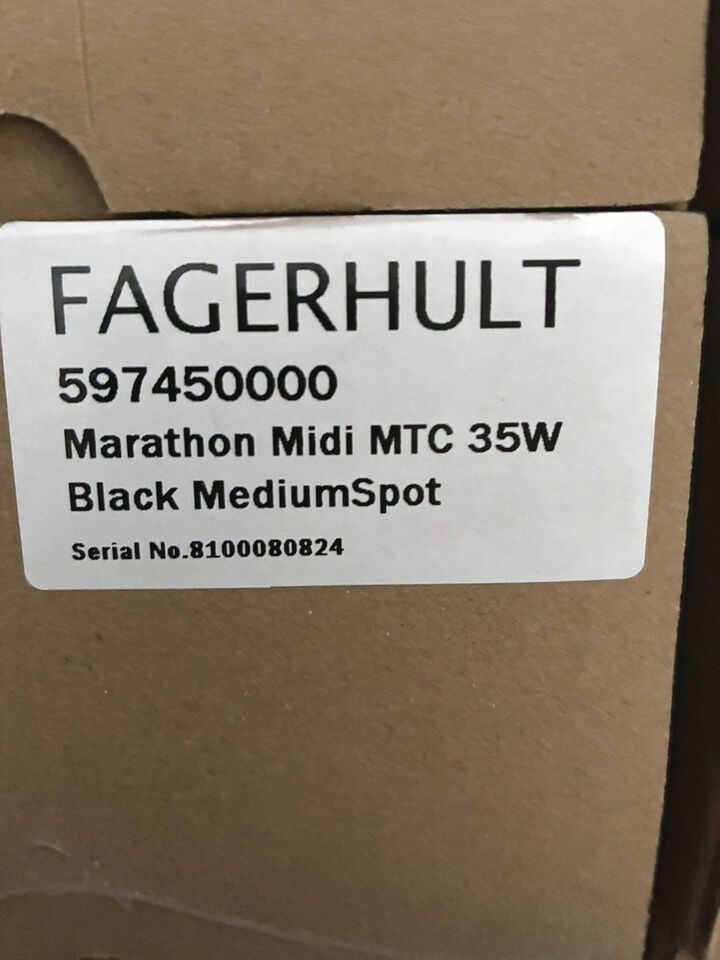 FAGERHULT
597450000
Marathon Midi MTC 35W
Black MediumSpot
Serial No.8100080824